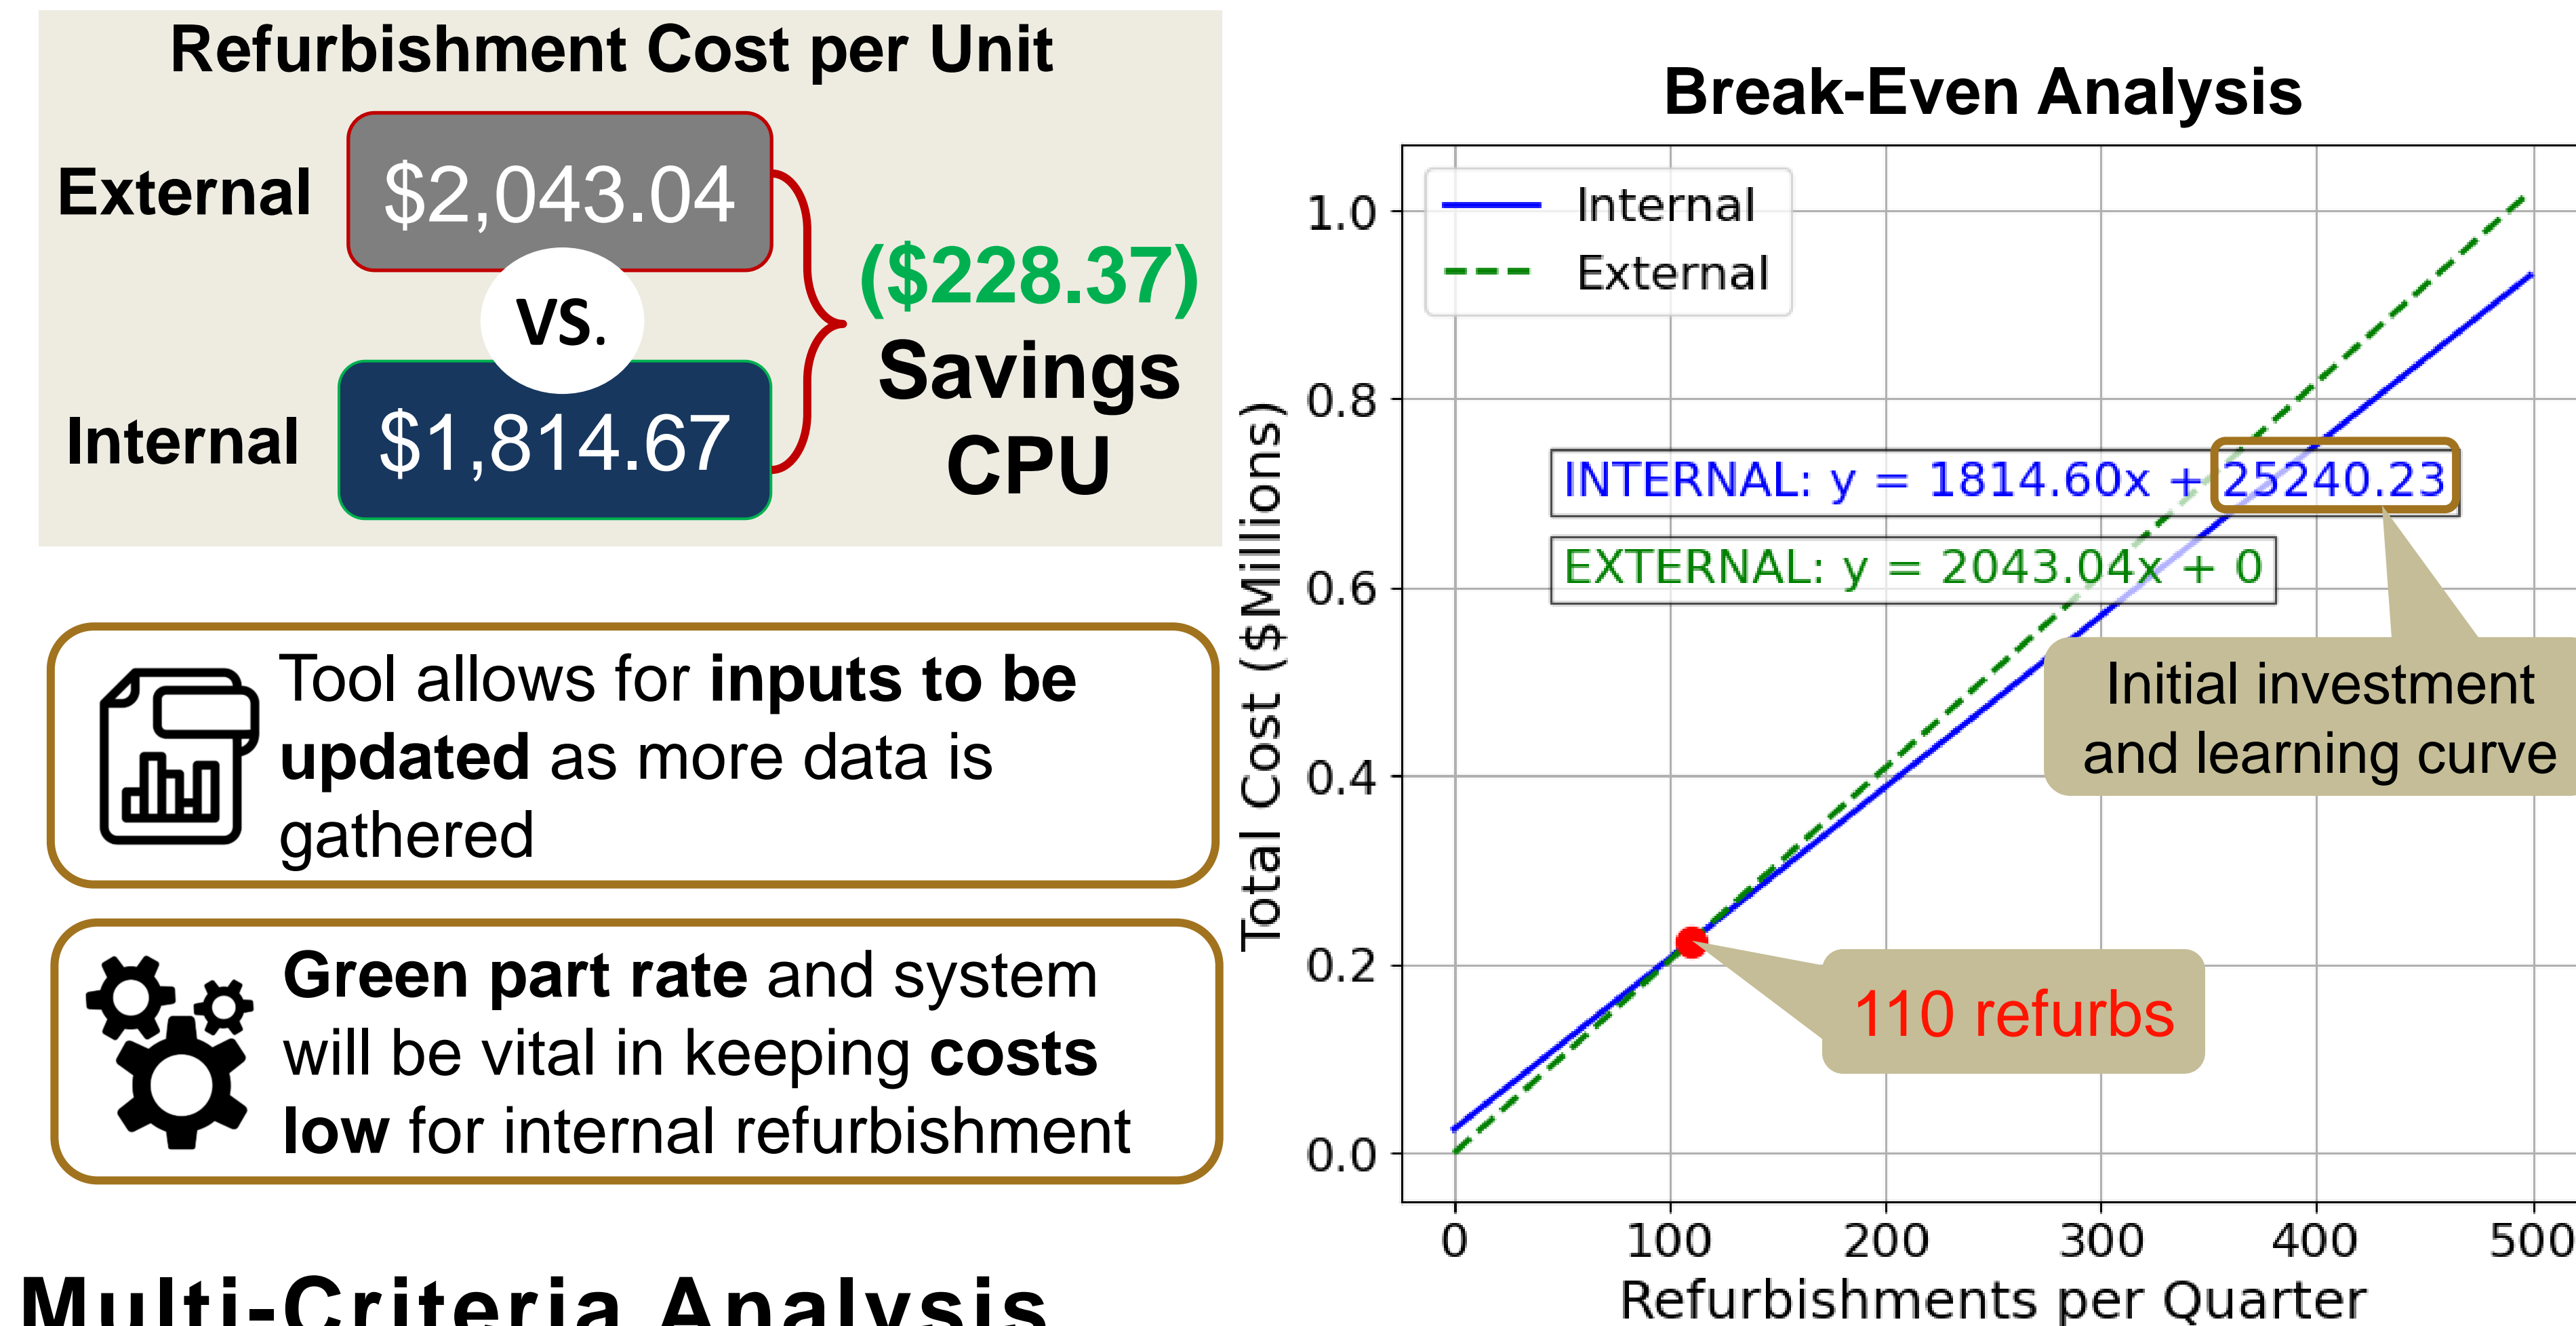 Refurbishment Cost per Unit
External
$2,043.04
VS.
Internal
$1,814.67
($228.37)
Savings
CPU
Tool allows for inputs to be
updated as more data is
gathered
Green part rate and system
will be vital in keeping costs
low for internal refurbishment
Multi-Criteria Analysis
Break-Even Analysis
Internal
External
INTERNAL: y = 1814.60x + 25240.23
EXTERNAL: y = 2043.04x + 0
Initial investment
and learning curve
110 refurbs
Total Cost ($Millions)
1.0
0.8
0.6
0.4
0.2
0.0
0 100 200 300 400 500
Refurbishments per Quarter